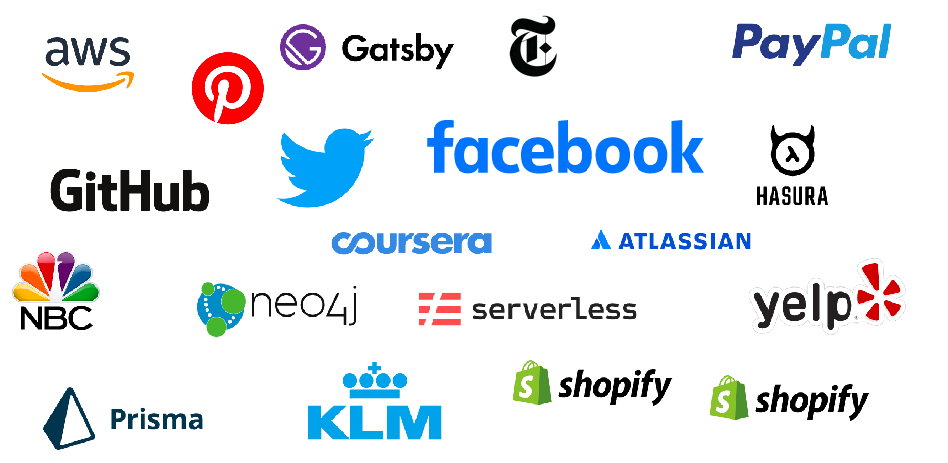 aws
Gatsby
T
PayPal
facebook
HASURA
GitHub
coursera
ATLASSIAN
NBC
neo4j
serverless
yelp
shopify
shopify
Prisma
KLM